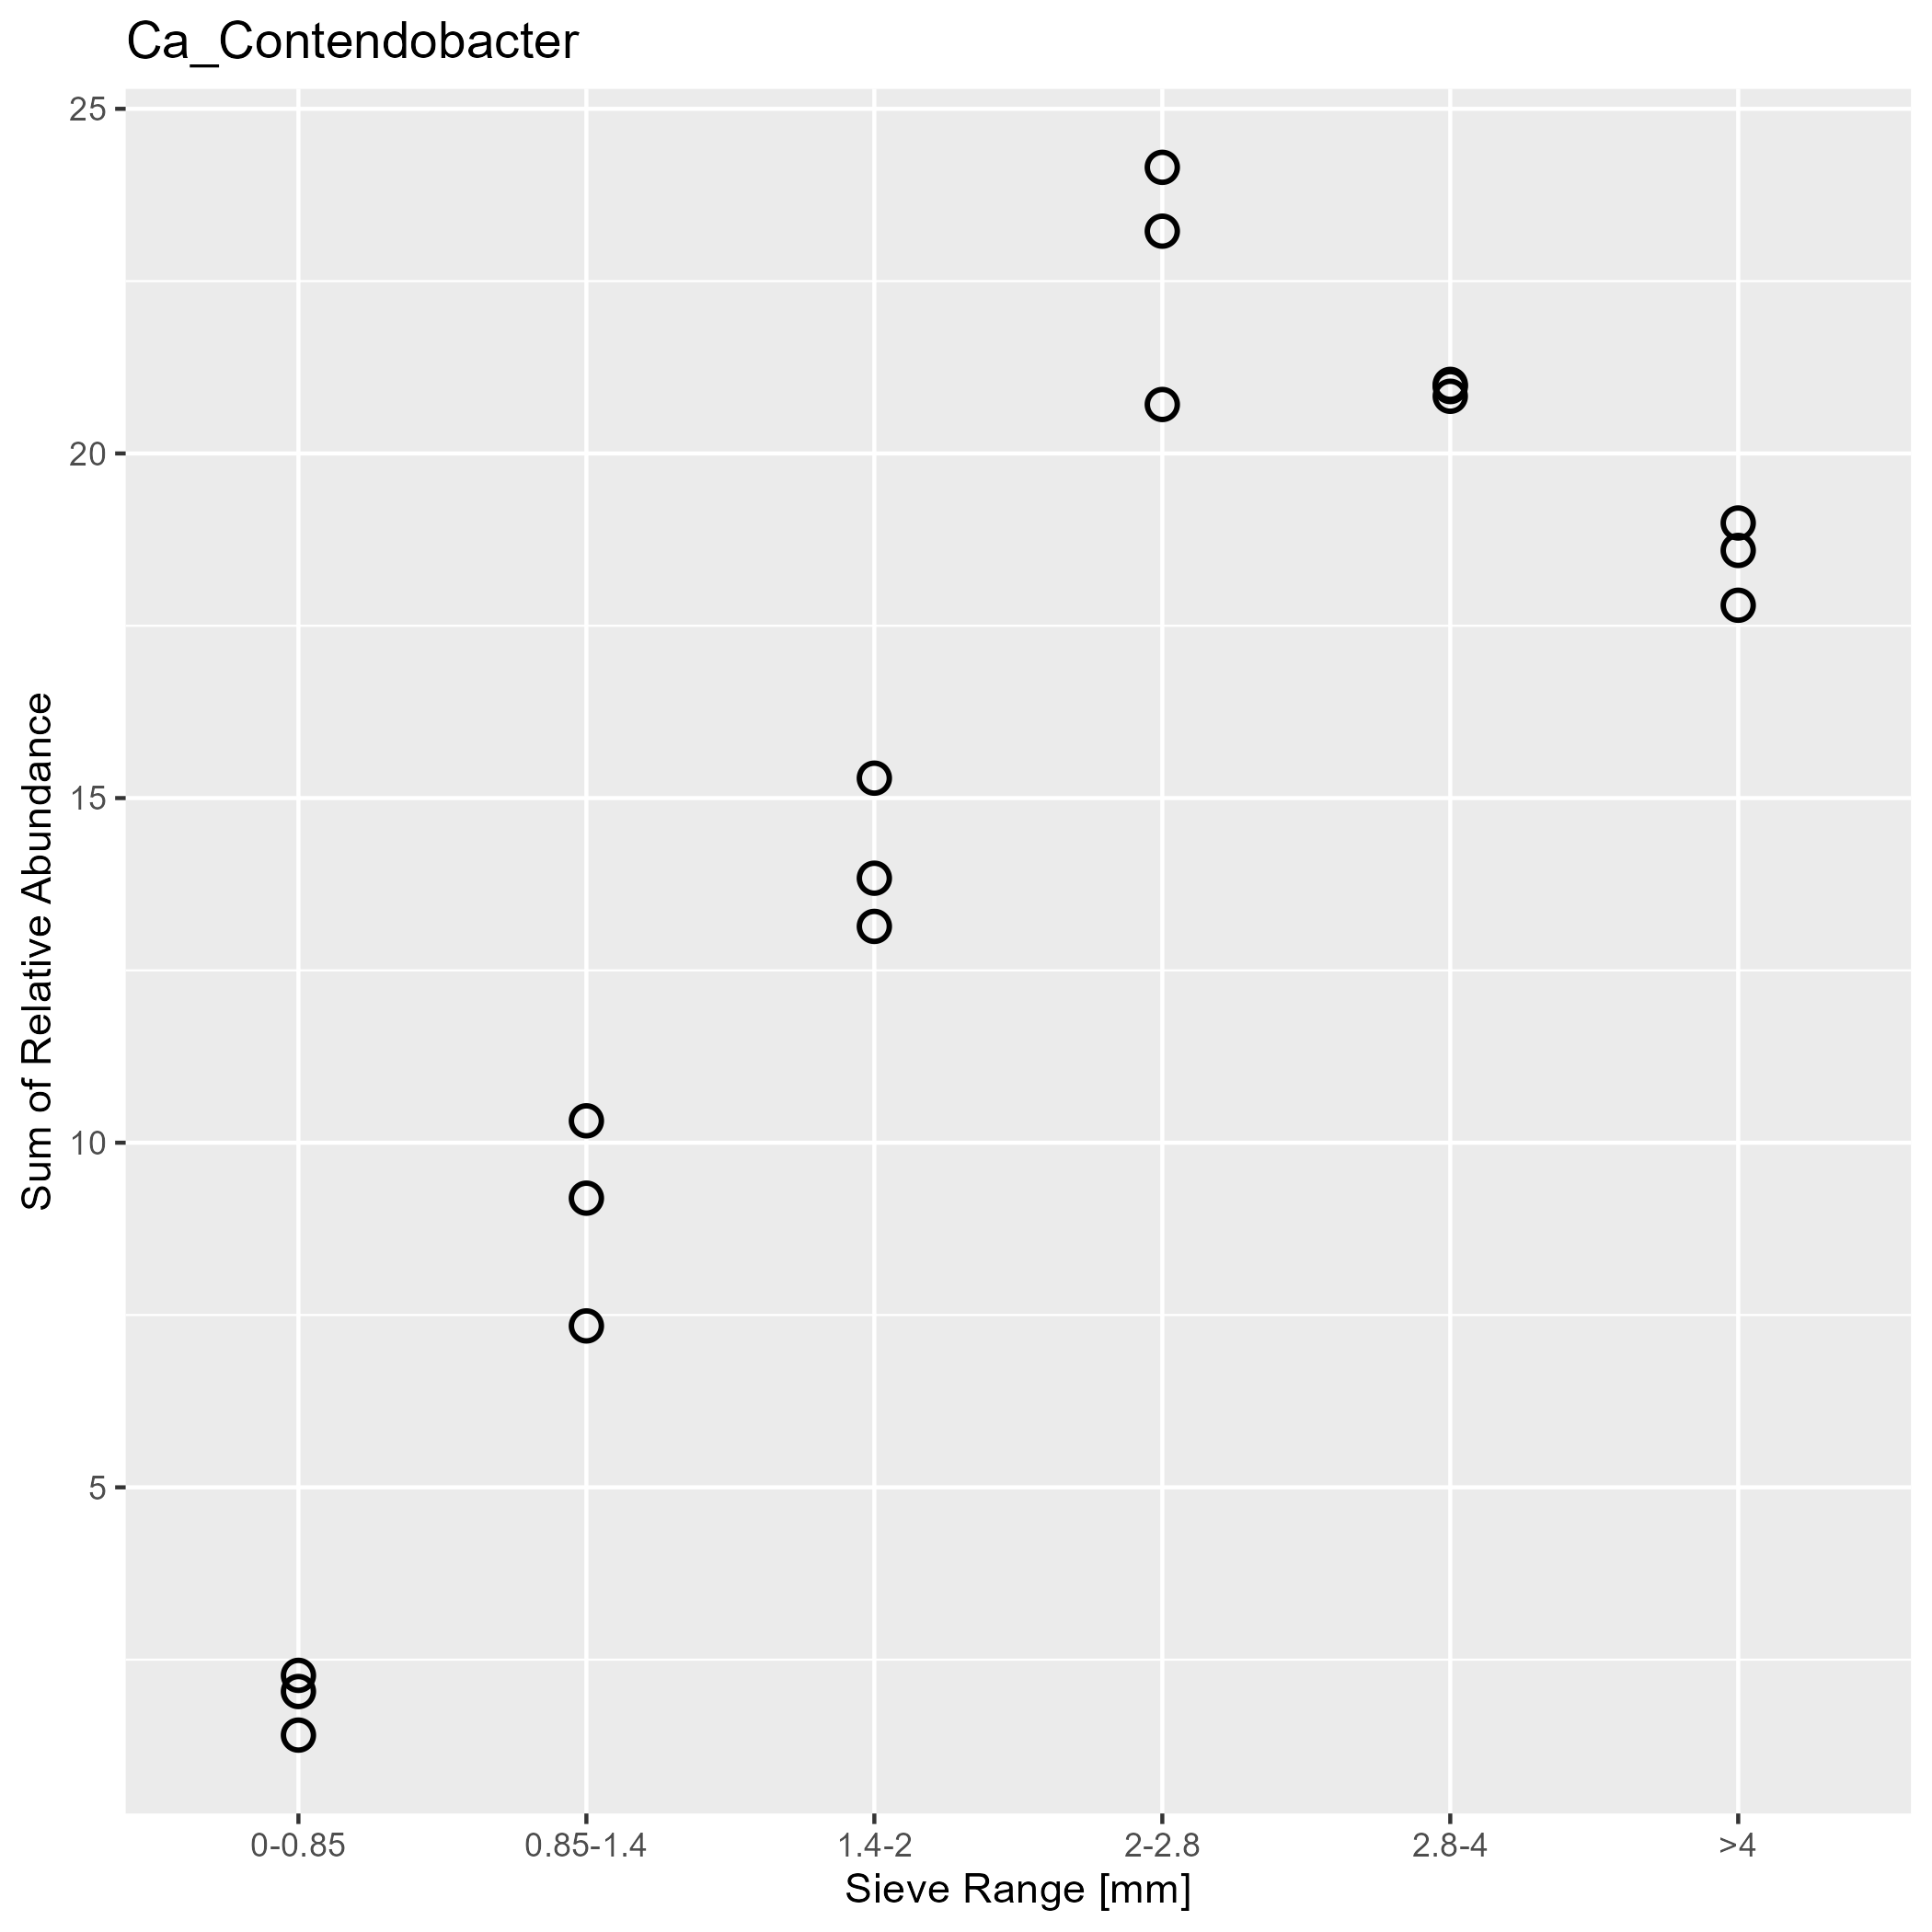 Ca_Contendobacter
Sum of Relative Abundance
25
20
15
10
5
0-0.85 0.85-1.4 1.4-2 2-2.8 2.8-4 >4
Sieve Range [mm]